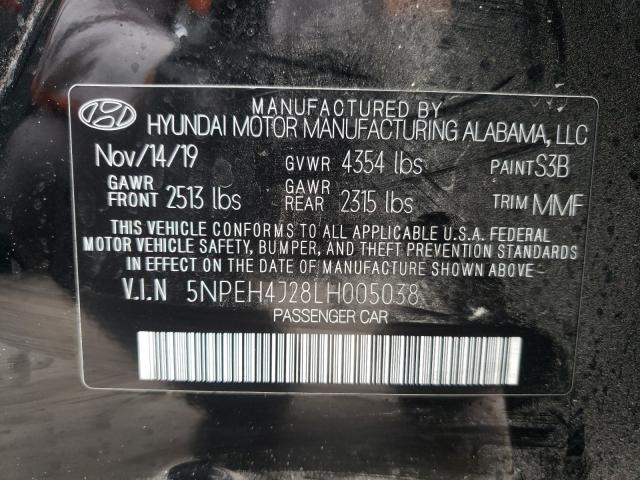 MANUFACTURED BY
HYUNDAI MOTOR MANUFACTURING ALABAMA, LLC
Nov/14/19 GVWR 4354 lbs PAINT S3B
GAWR FRONT 2513 lbs GAWR REAR 2315 lbs TRIM MMF
THIS VEHICLE CONFORMS TO ALL APPLICABLE U.S.A. FEDERAL
MOTOR VEHICLE SAFETY, BUMPER, AND THEFT PREVENTION STANDARDS
IN EFFECT ON THE DATE OF MANUFACTURE SHOWN ABOVE.
V.I.N 5NPEH4J28LH005038
PASSENGER CAR